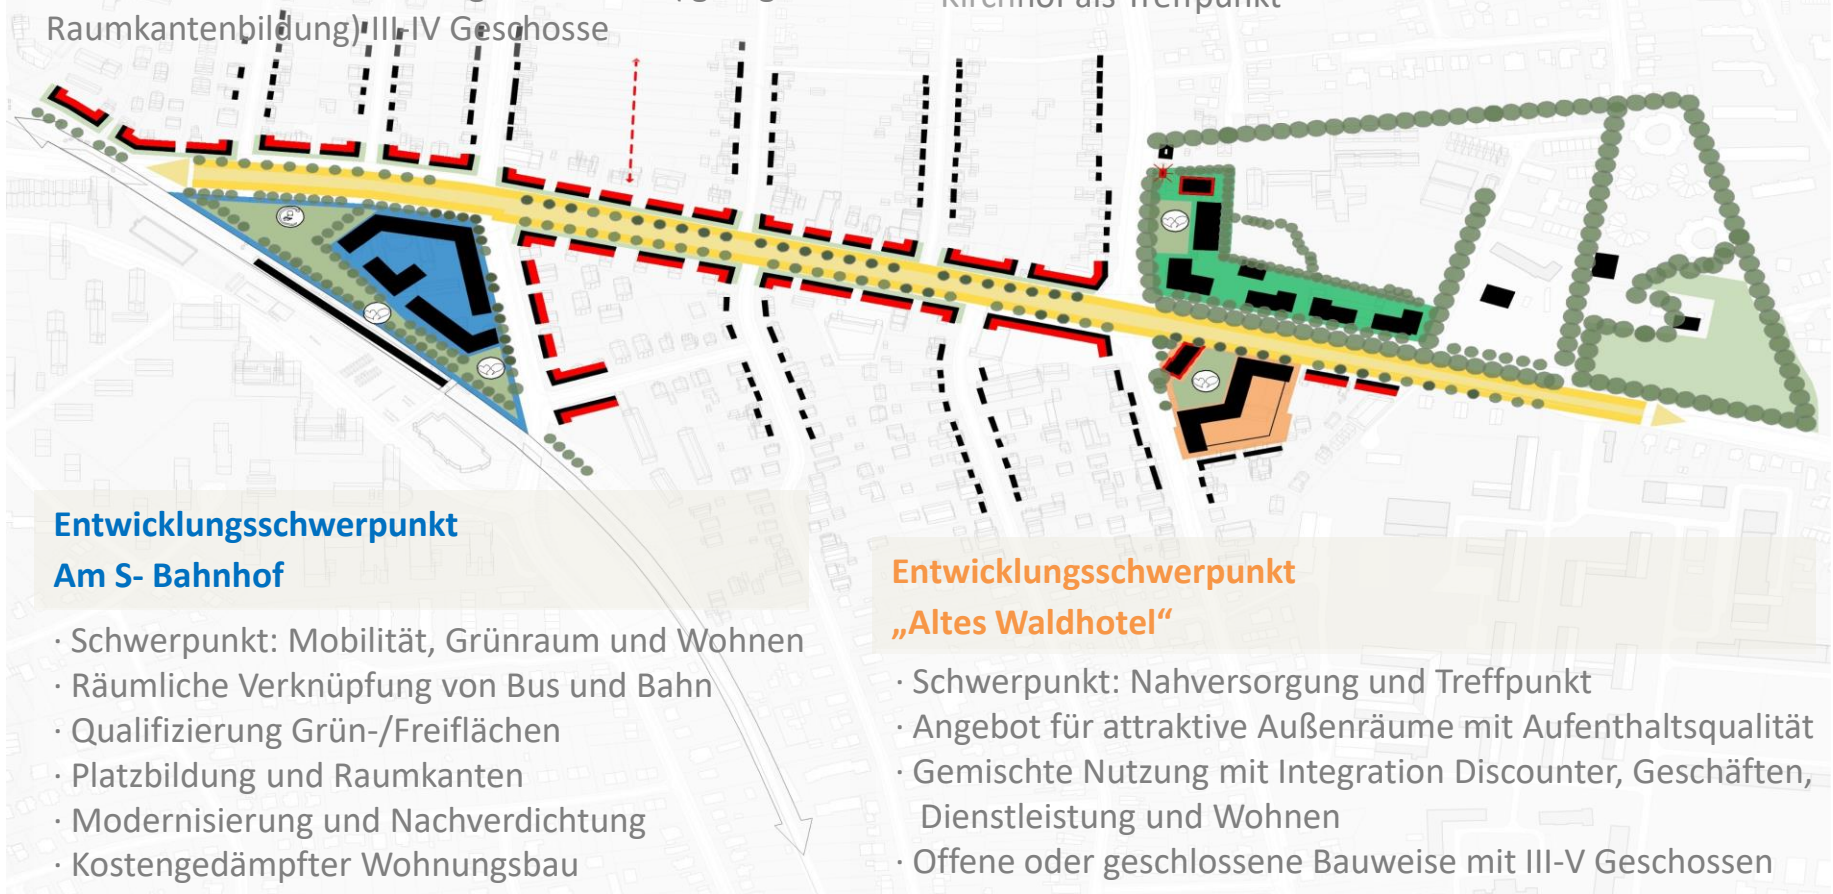 Kirchhof als Treffpunkt
Raumkantenbildung) III-IV Geschosse
Entwicklungsschwerpunkt
Am S- Bahnhof
· Schwerpunkt: Mobilität, Grünraum und Wohnen
· Räumliche Verknüpfung von Bus und Bahn
· Qualifizierung Grün-/Freiflächen
· Platzbildung und Raumkanten
· Modernisierung und Nachverdichtung
· Kostengedämpfter Wohnungsbau
Entwicklungsschwerpunkt
„Altes Waldhotel“
· Schwerpunkt: Nahversorgung und Treffpunkt
· Angebot für attraktive Außenräume mit Aufenthaltsqualität
· Gemischte Nutzung mit Integration Discounter, Geschäften,
Dienstleistung und Wohnen
· Offene oder geschlossene Bauweise mit III-V Geschossen